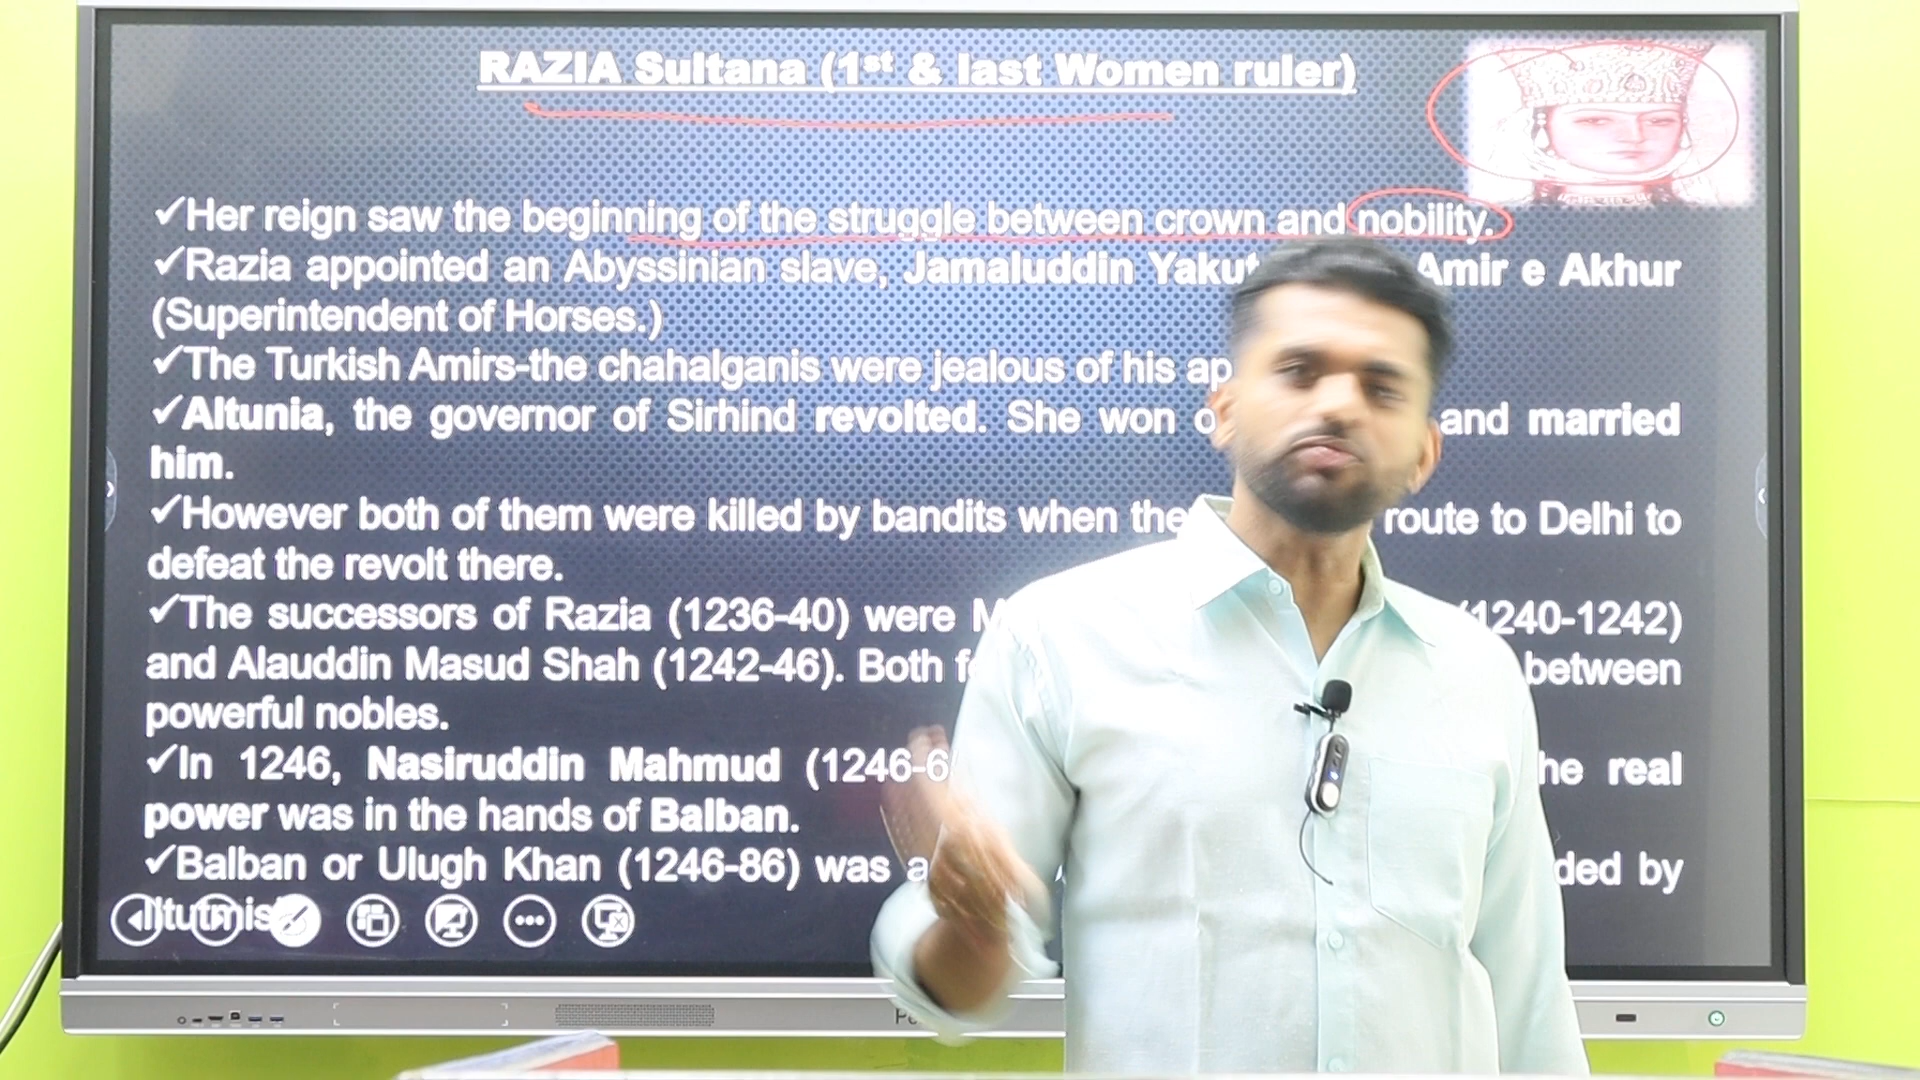 RAZIA Sultana (1st & last Women ruler)
✓Her reign saw the beginning of the struggle between crown and nobility.
✓Razia appointed an Abyssinian slave, Jamaluddin Yakut Amir e Akhur
(Superintendent of Horses.)
✓The Turkish Amirs-the chahalganis were jealous of his
✓Altunia, the governor of Sirhind revolted. She won and married
him.
✓However both of them were killed by bandits when route to Delhi to
defeat the revolt there.
✓The successors of Razia (1236-40) were (1240-1242)
and Alauddin Masud Shah (1242-46). Both between
powerful nobles.
✓In 1246, Nasiruddin Mahmud (1246-6 real
power was in the hands of Balban.
✓Balban or Ulugh Khan (1246-86) was by